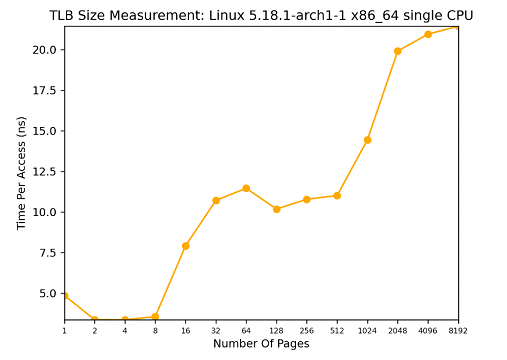 TLB Size Measurement: Linux 5.18.1-arch1-1 x86_64 single CPU
20.0
17.5
15.0
12.5
10.0
7.5
5.0
Time Per Access (ns)
1 2 4 8 16 32 64 128 256 512 1024 2048 4096 8192
Number Of Pages